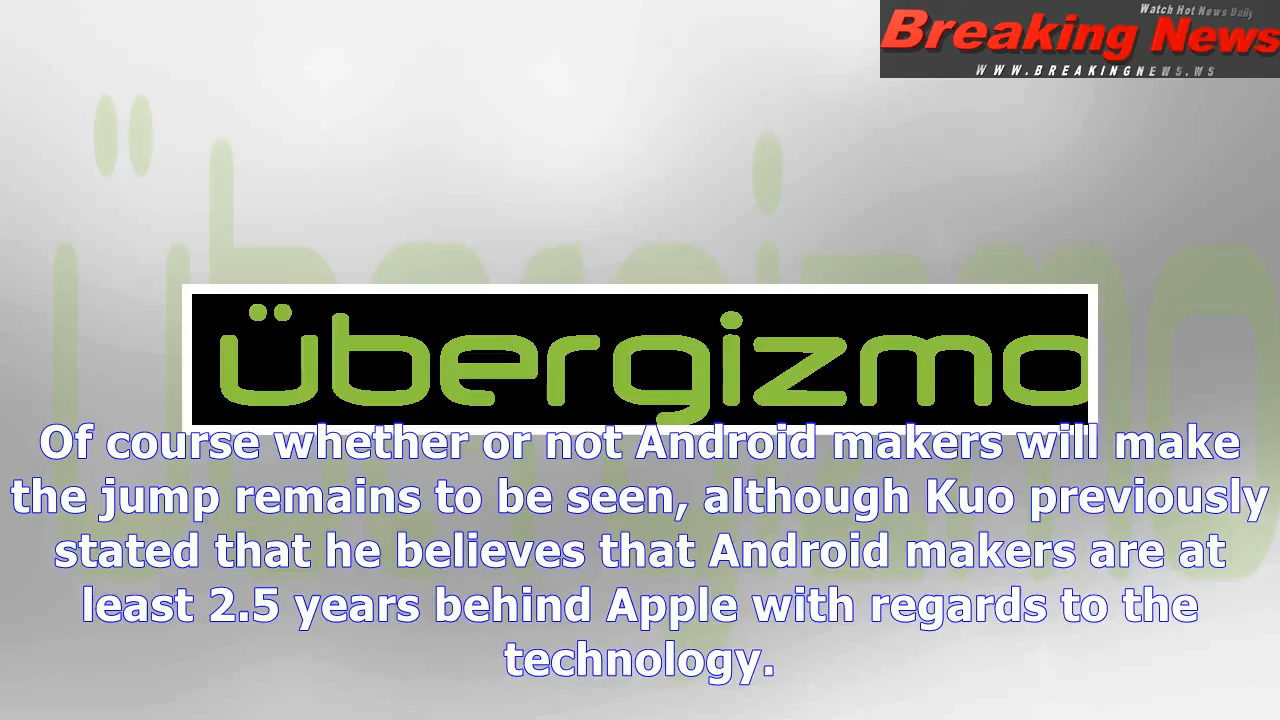 Watch Hot News Daily
Breaking News
WWW.BREAKINGNEWS.WS
übergizmo
Of course whether or not Android makers will make
the jump remains to be seen, although Kuo previously
stated that he believes that Android makers are at
least 2.5 years behind Apple with regards to the
technology.